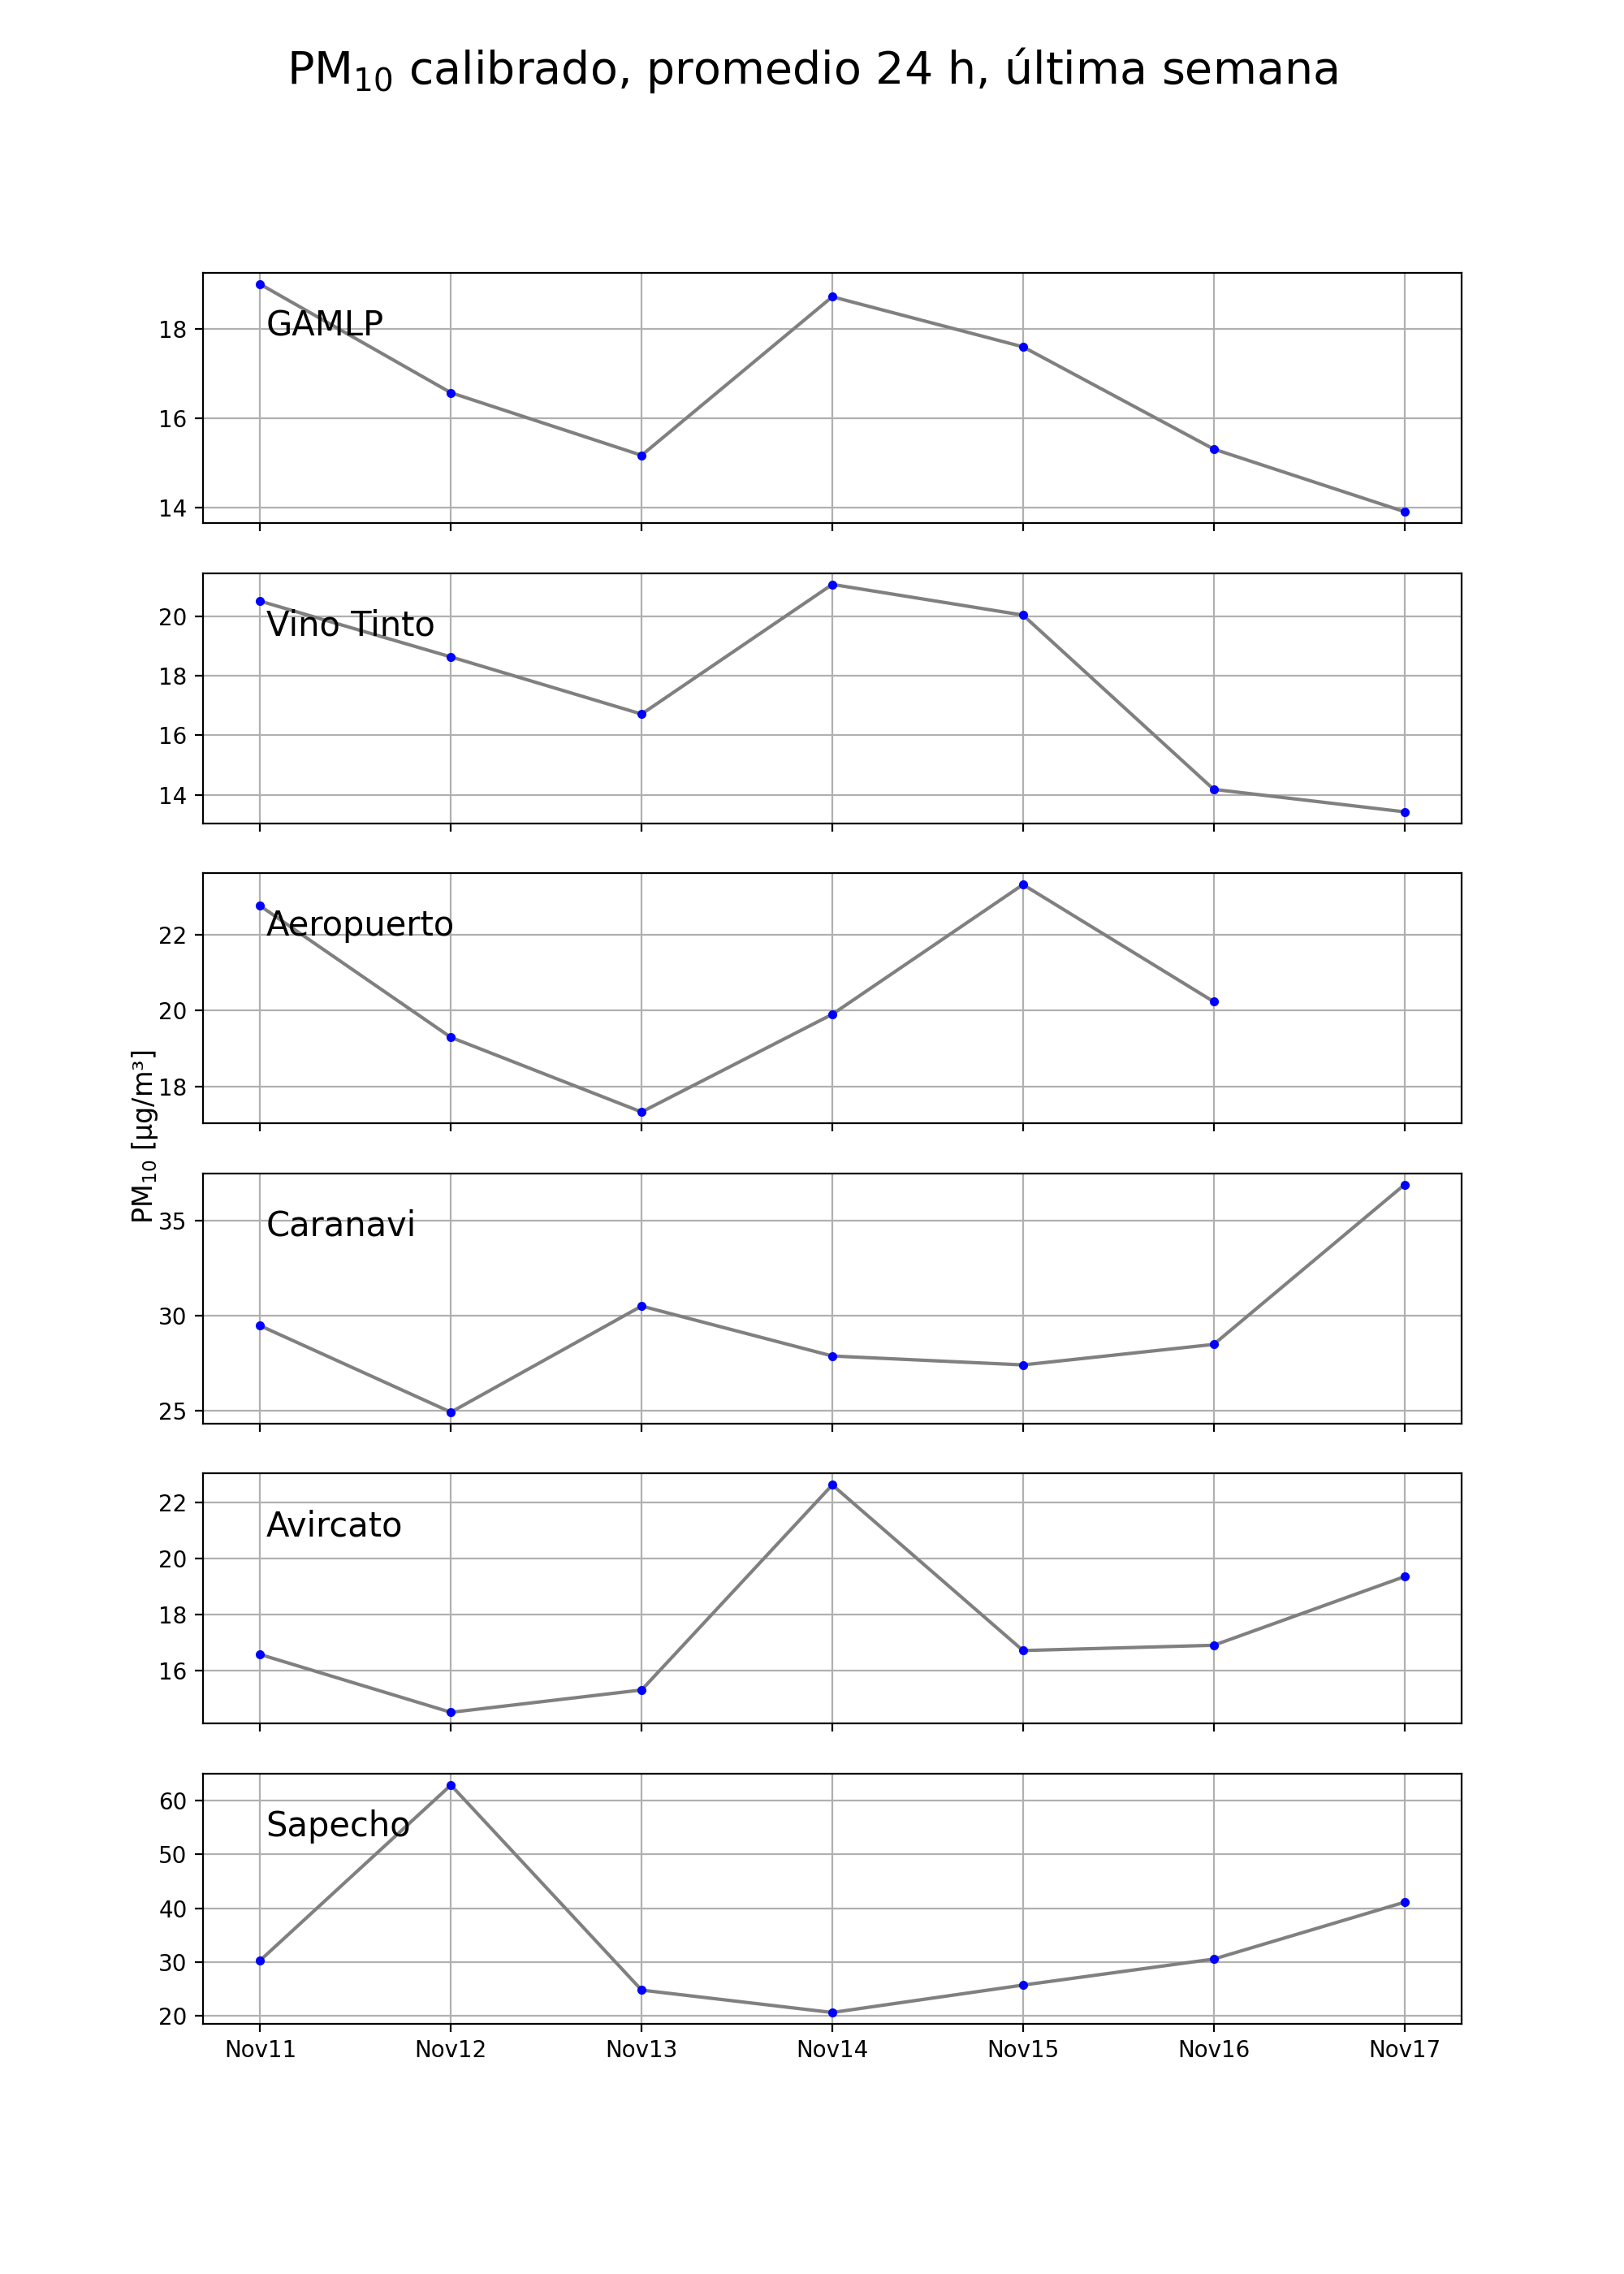 PM₁₀ calibrado, promedio 24 h, última semana
GAMLP
18
16
14
Vino Tinto
20
18
16
14
Aeropuerto
22
20
18
PM₁₀ [µg/m³]
Caranavi
35
30
25
Avircato
22
20
18
16
Sapecho
60
50
40
30
20
Nov11 Nov12 Nov13 Nov14 Nov15 Nov16 Nov17